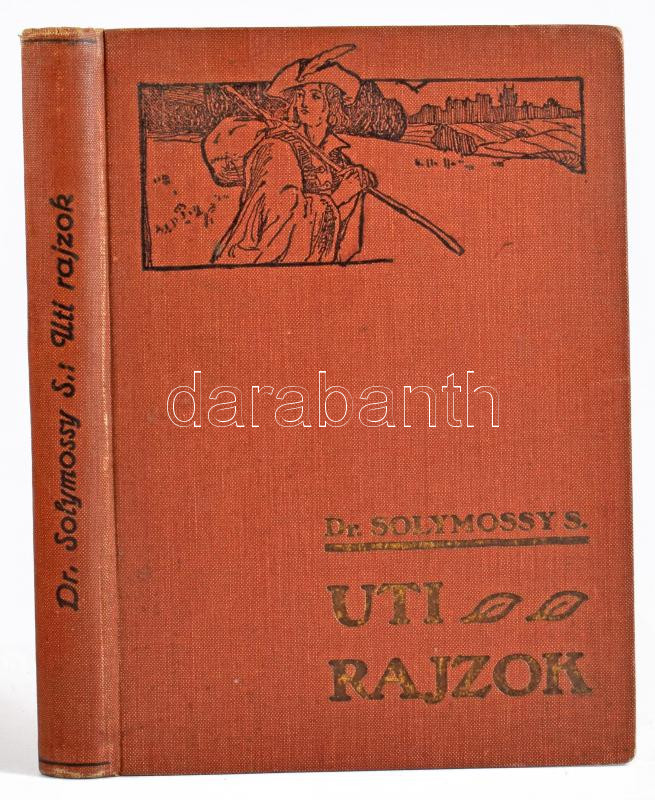 Dr. Solymossy S.: Uti rajzok
darabanth
Dr. SOLYMOSSY S.
UTI
RAJZOK